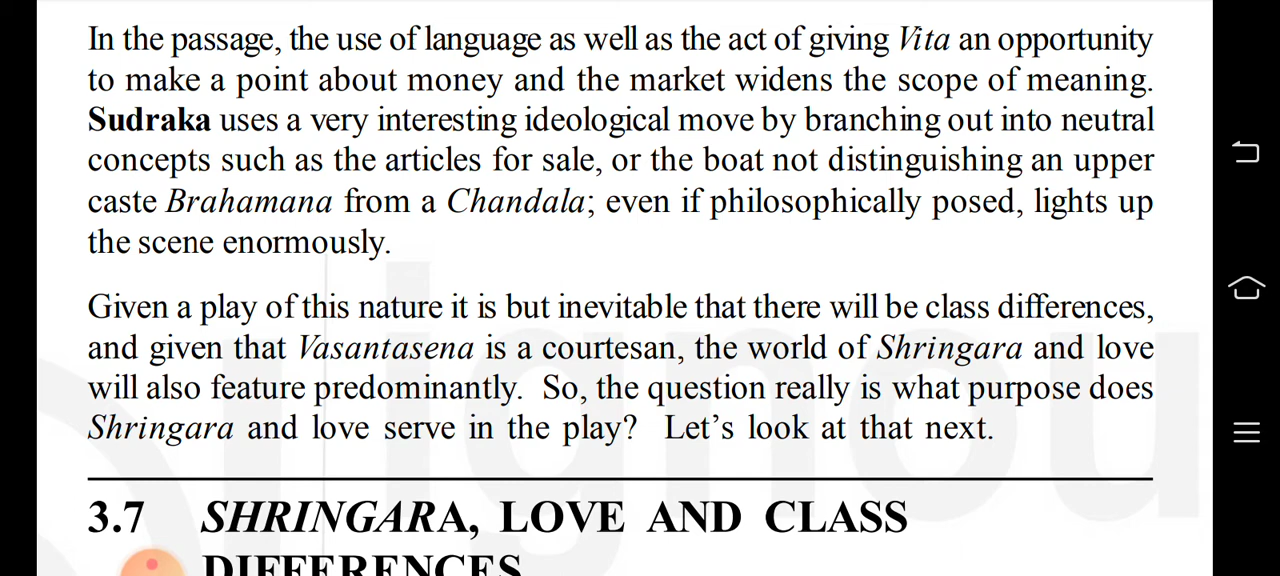 In the passage, the use of language as well as the act of giving Vita an opportunity
to make a point about money and the market widens the scope of meaning.
Sudraka uses a very interesting ideological move by branching out into neutral
concepts such as the articles for sale, or the boat not distinguishing an upper
caste Brahamana from a Chandala; even if philosophically posed, lights up
the scene enormously.
Given a play of this nature it is but inevitable that there will be class differences,
and given that Vasantasena is a courtesan, the world of Shringara and love
will also feature predominantly. So, the question really is what purpose does
Shringara and love serve in the play? Let's look at that next.
3.7 SHRINGARA, LOVE AND CLASS
DIFFERENCES
ignou